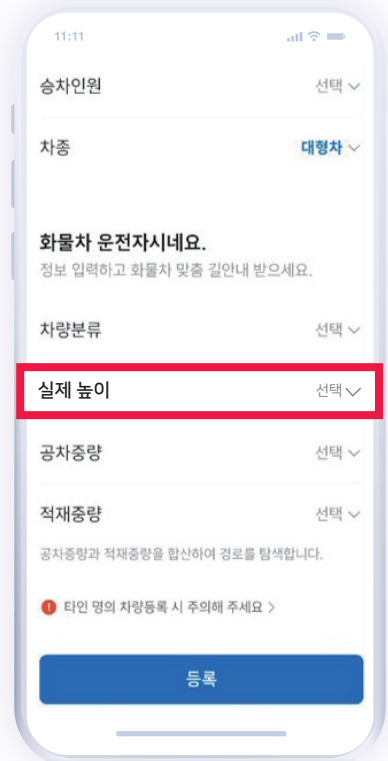 11:11
승차인원 선택
차종 대형차
화물차 운전자시네요.
정보 입력하고 화물차 맞춤 길안내 받으세요.
차량분류 선택
실제 높이 선택
공차중량 선택
적재중량 선택
공차중량과 적재중량을 합산하여 경로를 탐색합니다.
! 타인 명의 차량등록 시 주의해 주세요 >
등록